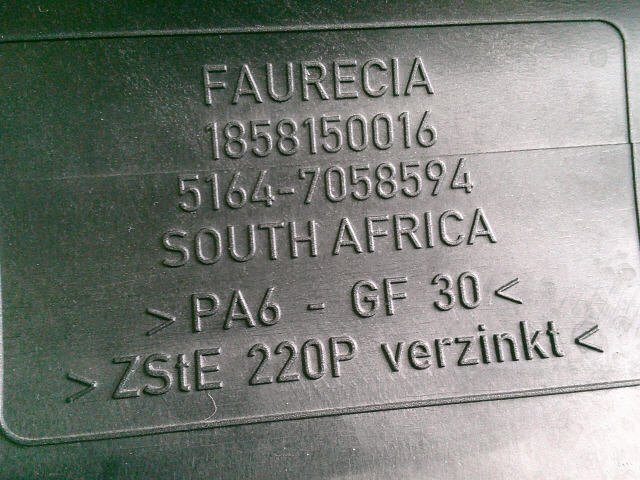 FAURECIA
1858150016
5164-7058594
SOUTH AFRICA
> PA6 - GF 30 <
> ZStE 220P verzinkt <